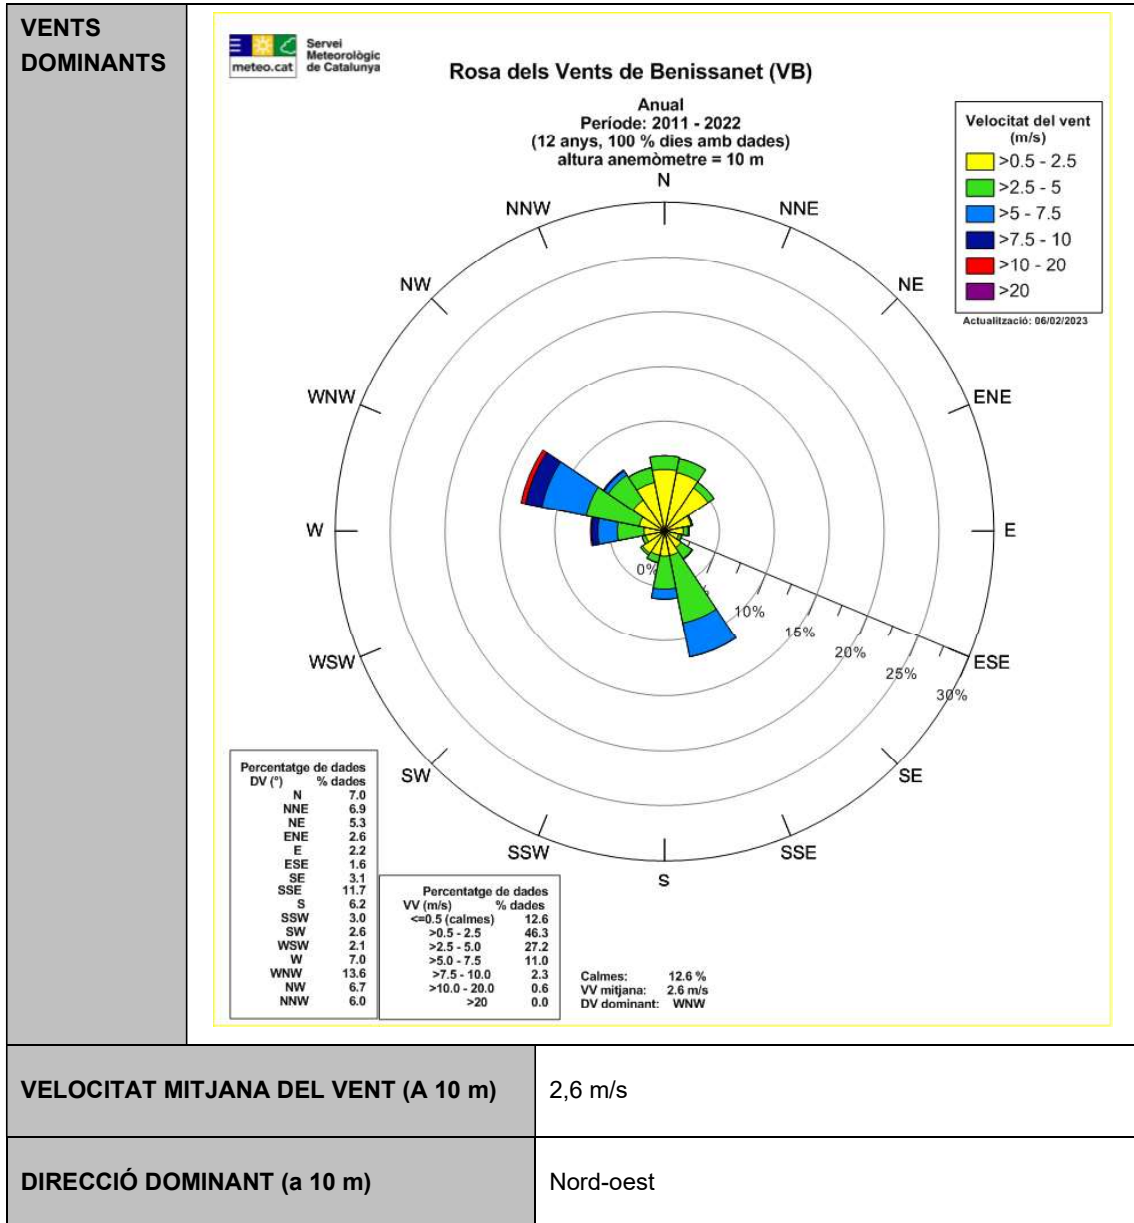 VENTS
DOMINANTS
Servei
Meteorològic
de Catalunya
meteo.cat
Rosa dels Vents de Benissanet (VB)
Anual
Període: 2011 - 2022
(12 anys, 100 % dies amb dades)
altura anemòmetre = 10 m
Velocitat del vent
(m/s)
>0.5 - 2.5
>2.5 - 5
>5 - 7.5
>7.5 - 10
>10 - 20
>20
Actualització: 06/02/2023
N
NNW
NNE
NW
NE
WNW
ENE
W
E
0%
10%
15%
20%
25%
30%
WSW
ESE
SW
SE
SSW
SSE
S
Percentatge de dades
DV (°) % dades
N 7.0
NNE 6.9
NE 5.3
ENE 2.6
E 2.2
ESE 1.6
SE 3.1
SSE 11.7
S 6.2
SSW 3.0
SW 2.6
WSW 2.1
W 7.0
WNW 13.6
NW 6.7
NNW 6.0
Percentatge de dades
VV (m/s) % dades
<=0.5 (calmes) 12.6
>0.5 - 2.5 46.3
>2.5 - 5.0 27.2
>5.0 - 7.5 11.0
>7.5 - 10.0 2.3
>10.0 - 20.0 0.6
>20 0.0
Calmes: 12.6 %
VV mitjana: 2.6 m/s
DV dominant: WNW
VELOCITAT MITJANA DEL VENT (A 10 m) 2,6 m/s
DIRECCIÓ DOMINANT (a 10 m) Nord-oest